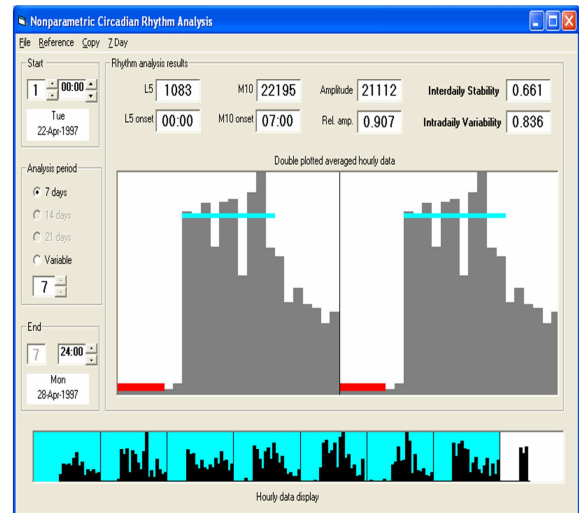 Nonparametric Circadian Rhythm Analysis
File Reference Copy 7 Day
Start
1 00:00
Tue
22-Apr-1997
Rhythm analysis results
L5 1083 M10 22195 Amplitude 21112 Interdaily Stability 0.661
L5 onset 00:00 M10 onset 07:00 Rel. amp. 0.907 Intradaily Variability 0.836
Double plotted averaged hourly data
Analysis period
7 days
14 days
21 days
Variable
7
End
7 24:00
Mon
28-Apr-1997
Hourly data display